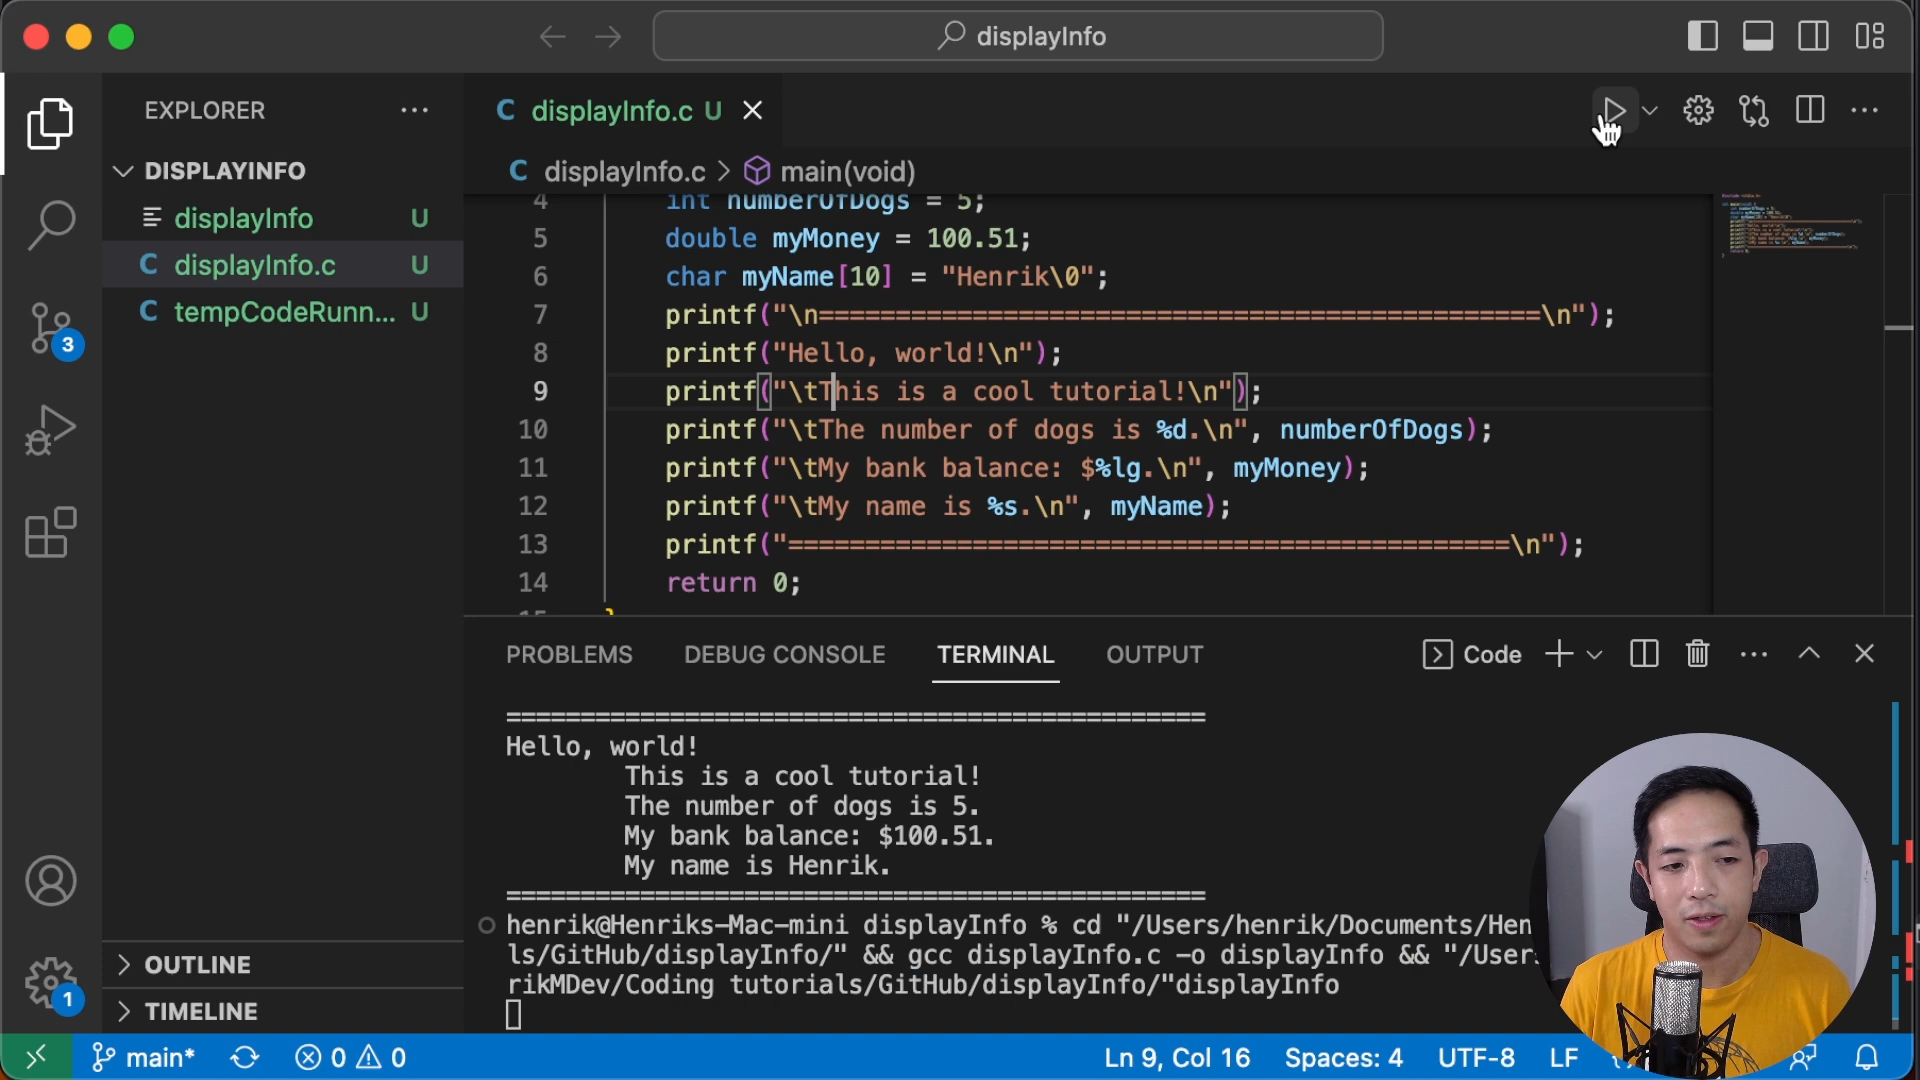 displayInfo
EXPLORER
DISPLAYINFO
displayInfo U
C displayInfo.c U
C tempCodeRunn... U
OUTLINE
TIMELINE
C displayInfo.c U
C displayInfo.c > main(void)
4 int numberOfDogs = 5;
5 double myMoney = 100.51;
6 char myName[10] = "Henrik\0";
7 printf("\n===============================================\n");
8 printf("Hello, world!\n");
9 printf("\tThis is a cool tutorial!\n");
10 printf("\tThe number of dogs is %d.\n", numberOfDogs);
11 printf("\tMy bank balance: $%lg.\n", myMoney);
12 printf("\tMy name is %s.\n", myName);
13 printf("===============================================\n");
14 return 0;
15 }
PROBLEMS DEBUG CONSOLE TERMINAL OUTPUT Code
===============================================
Hello, world!
This is a cool tutorial!
The number of dogs is 5.
My bank balance: $100.51.
My name is Henrik.
===============================================
henrik@Henriks-Mac-mini displayInfo % cd "/Users/henrik/Documents/Hen
ls/GitHub/displayInfo/" && gcc displayInfo.c -o displayInfo && "/User
rikMDev/Coding tutorials/GitHub/displayInfo/"displayInfo
3
1
main* 0 0 Ln 9, Col 16 Spaces: 4 UTF-8 LF